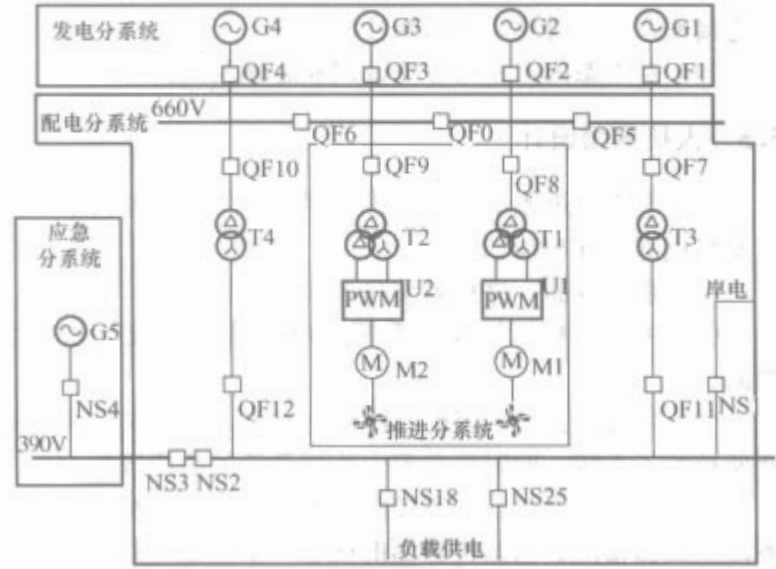 发电分系统
G4
G3
G2
G1
QF4
QF3
QF2
QF1
配电分系统
660V
QF6
QF0
QF5
QF10
QF9
QF8
QF7
应急
分系统
T4
T2
T1
T3
PWM
U2
PWM
U1
岸电
G5
M
M2
M
M1
NS4
QF12
QF11
NS
推进分系统
390V
NS3
NS2
NS18
NS25
负载供电